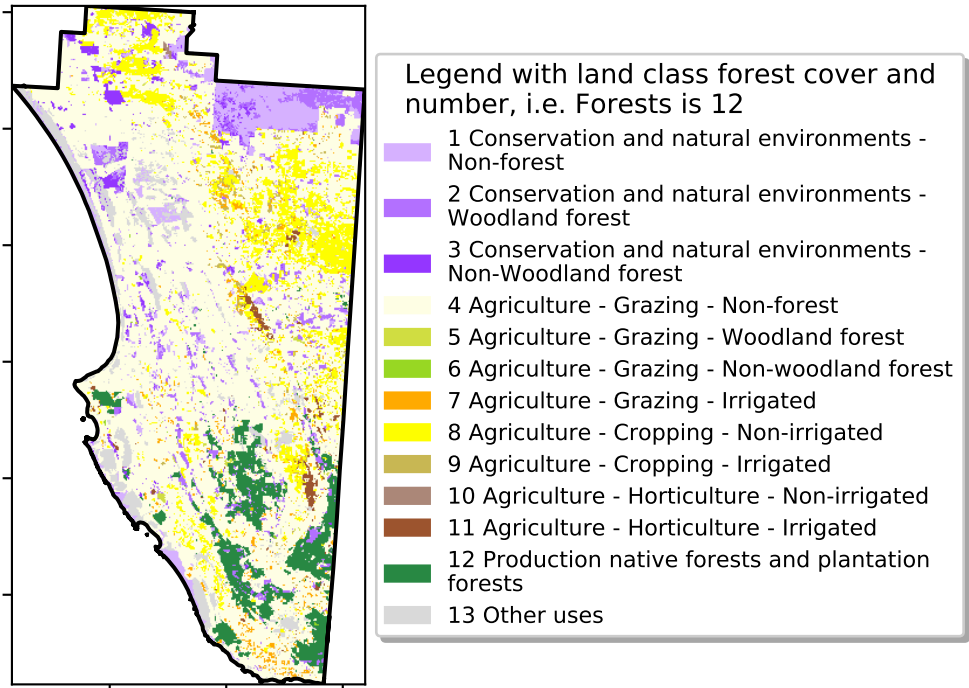 Legend with land class forest cover and
number, i.e. Forests is 12
1 Conservation and natural environments -
Non-forest
2 Conservation and natural environments -
Woodland forest
3 Conservation and natural environments -
Non-Woodland forest
4 Agriculture - Grazing - Non-forest
5 Agriculture - Grazing - Woodland forest
6 Agriculture - Grazing - Non-woodland forest
7 Agriculture - Grazing - Irrigated
8 Agriculture - Cropping - Non-irrigated
9 Agriculture - Cropping - Irrigated
10 Agriculture - Horticulture - Non-irrigated
11 Agriculture - Horticulture - Irrigated
12 Production native forests and plantation
forests
13 Other uses